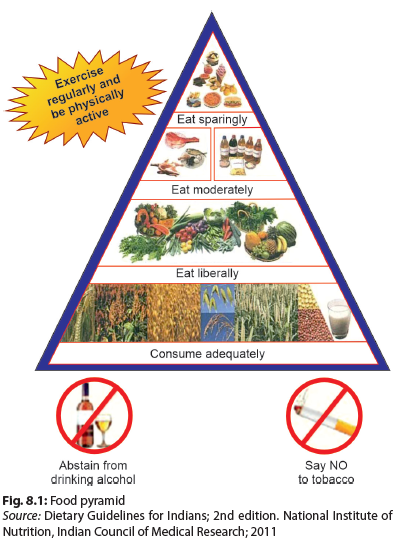 Exercise
regularly and
be physically
active
Eat sparingly
Eat moderately
Eat liberally
Consume adequately
Abstain from
drinking alcohol
Say NO
to tobacco
Fig. 8.1: Food pyramid
Source: Dietary Guidelines for Indians; 2nd edition. National Institute of
Nutrition, Indian Council of Medical Research; 2011